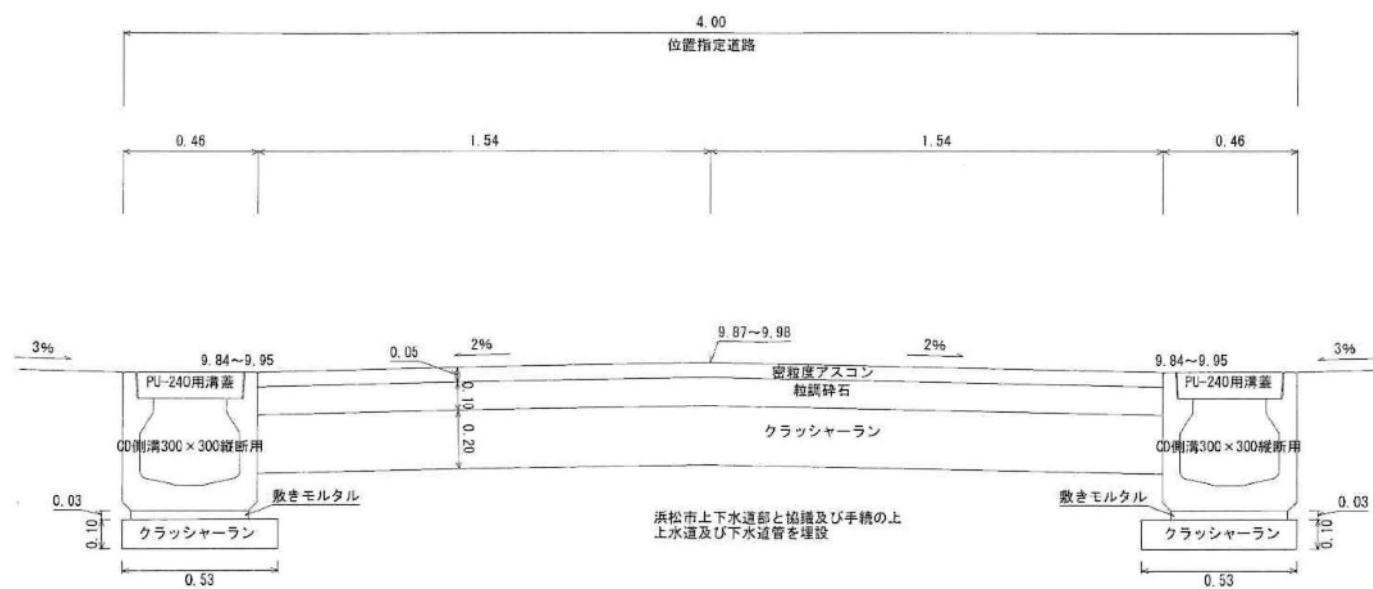 4.00
位置指定道路
0.46
1.54
1.54
0.46
9.87～9.98
3%
9.84～9.95
0.05
2%
2%
9.84～9.95
3%
密粒度アスコン
PU-240用溝蓋
0.10
粒調砕石
PU-240用溝蓋
0.20
クラッシャーラン
CD側溝300×300縦断用
CD側溝300×300縦断用
0.03
敷きモルタル
敷きモルタル
0.03
0.10
クラッシャーラン
浜松市上下水道部と協議及び手続の上
上水道及び下水道管を埋設
クラッシャーラン
0.10
0.53
0.53